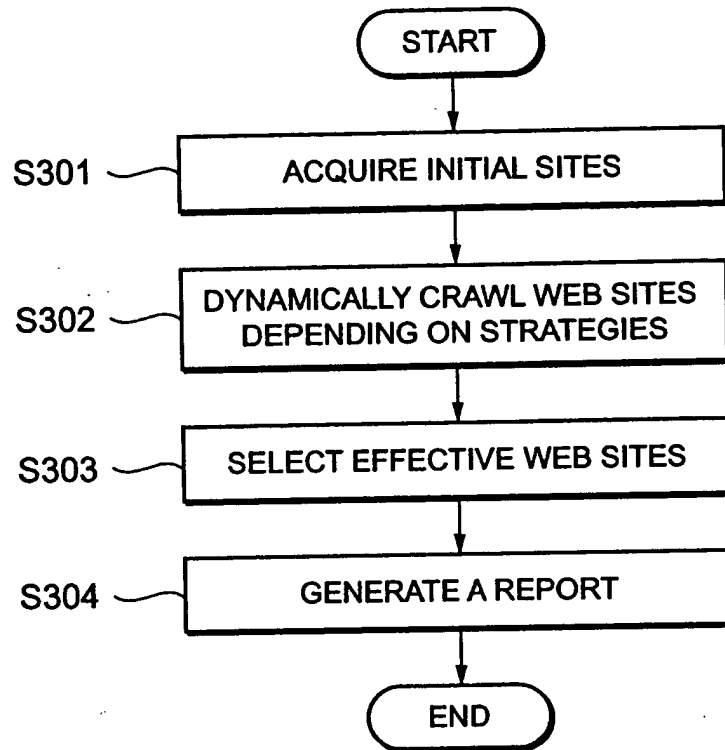 START
S301
ACQUIRE INITIAL SITES
S302
DYNAMICALLY CRAWL WEB SITES
DEPENDING ON STRATEGIES
S303
SELECT EFFECTIVE WEB SITES
S304
GENERATE A REPORT
END